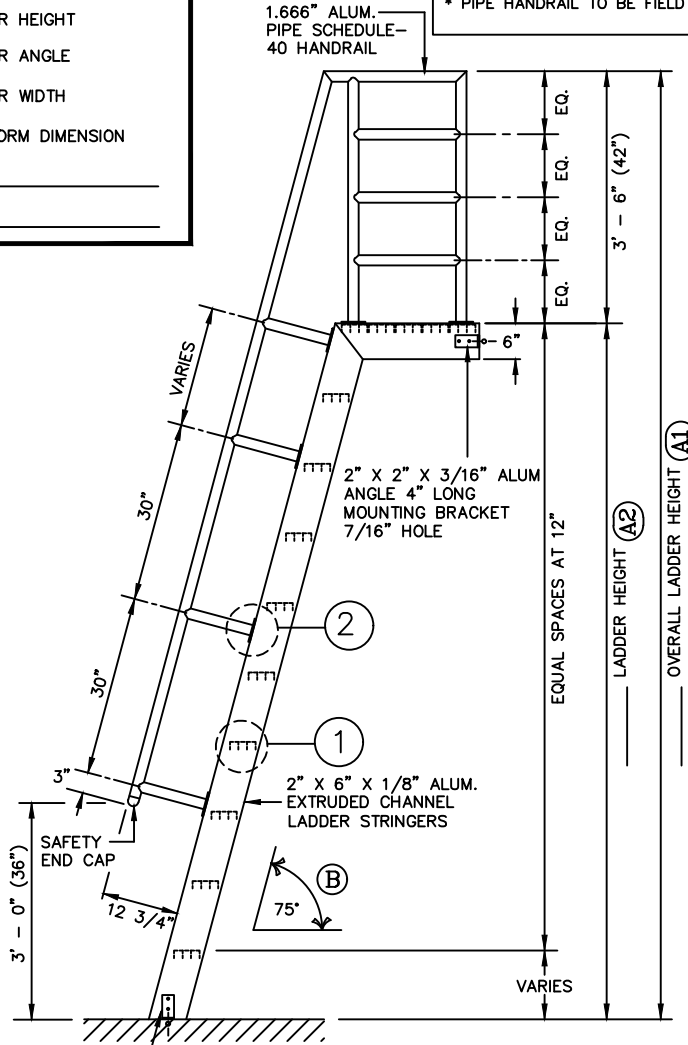 R HEIGHT
R ANGLE
R WIDTH
ORM DIMENSION
1.666" ALUM.
PIPE SCHEDULE-
40 HANDRAIL
* PIPE HANDRAIL TO BE FIELD
EQ.
EQ.
EQ.
EQ.
3' - 6" (42")
6"
VARIES
30"
30"
3"
2" X 2" X 3/16" ALUM
ANGLE 4" LONG
MOUNTING BRACKET
7/16" HOLE
EQUAL SPACES AT 12"
LADDER HEIGHT A2
OVERALL LADDER HEIGHT A1
2
1
2" X 6" X 1/8" ALUM.
EXTRUDED CHANNEL
LADDER STRINGERS
SAFETY
END CAP
3' - 0" (36")
12 3/4"
75°
B
VARIES